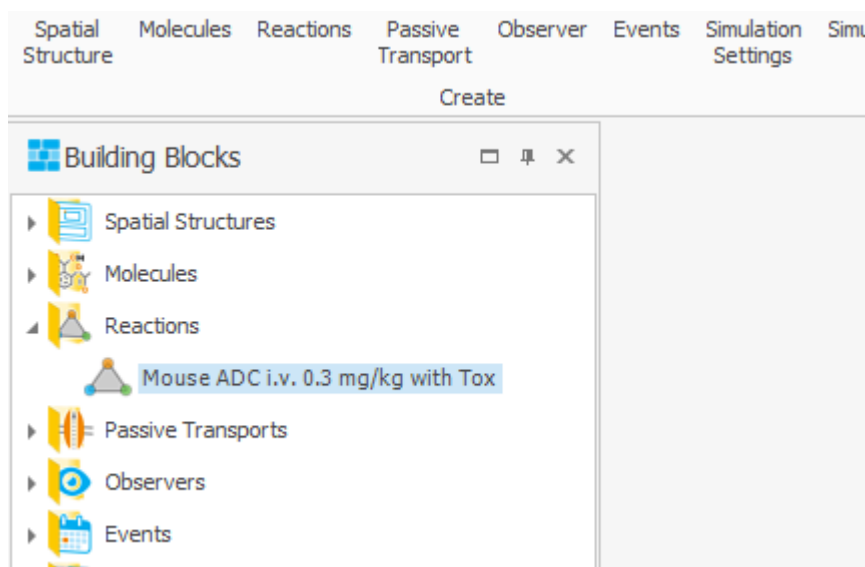 Spatial Structure
Molecules
Reactions
Passive Transport
Observer
Events
Simulation Settings
Create
Building Blocks
Spatial Structures
Molecules
Reactions
Mouse ADC i.v. 0.3 mg/kg with Tox
Passive Transports
Observers
Events